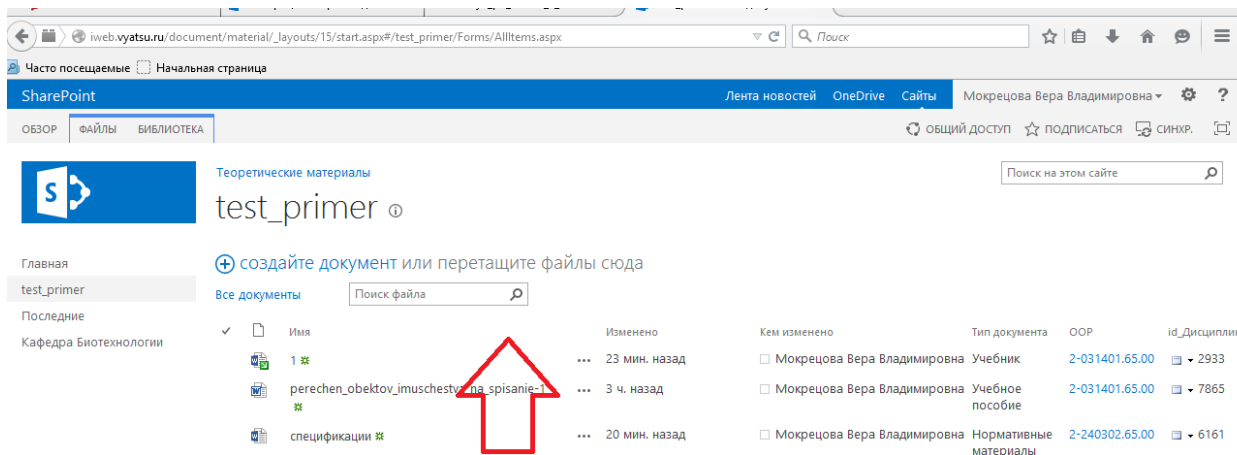 iweb.vyatsu.ru/document/material/_layouts/15/start.aspx#/test_primer/Forms/AllItems.aspx
Поиск
Часто посещаемые Начальная страница
SharePoint Лента новостей OneDrive Сайты Мокрецова Вера Владимировна ?
ОБЗОР ФАЙЛЫ БИБЛИОТЕКА ОБЩИЙ ДОСТУП ПОДПИСАТЬСЯ СИНХР.
S
Теоретические материалы
Поиск на этом сайте
test_primer
Главная
test_primer
Последние
Кафедра Биотехнологии
создайте документ или перетащите файлы сюда
Все документы Поиск файла
Имя Изменено Кем изменено Тип документа ООР id_Дисциплин
1 ... 23 мин. назад Мокрецова Вера Владимировна Учебник 2-031401.65.00 2933
perechen_obektov_imuschestva_na_spisanie-1 ... 3 ч. назад Мокрецова Вера Владимировна Учебное 2-031401.65.00 7865
пособие
спецификации ... 20 мин. назад Мокрецова Вера Владимировна Нормативные 2-240302.65.00 6161
материалы